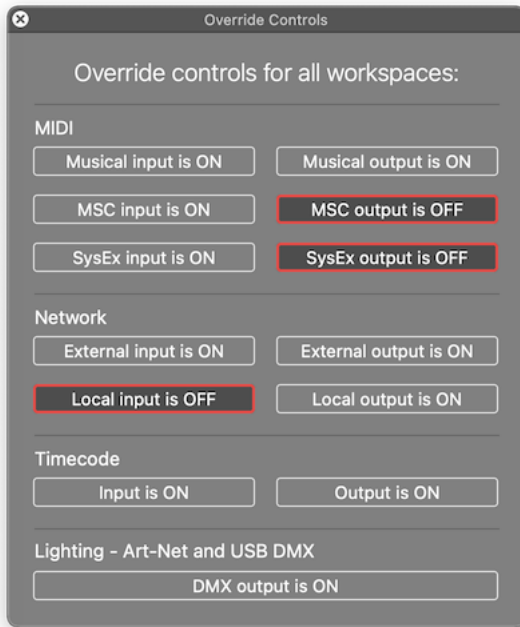 Override Controls
Override controls for all workspaces:
MIDI
Musical input is ON
Musical output is ON
MSC input is ON
MSC output is OFF
SysEx input is ON
SysEx output is OFF
Network
External input is ON
External output is ON
Local input is OFF
Local output is ON
Timecode
Input is ON
Output is ON
Lighting - Art-Net and USB DMX
DMX output is ON